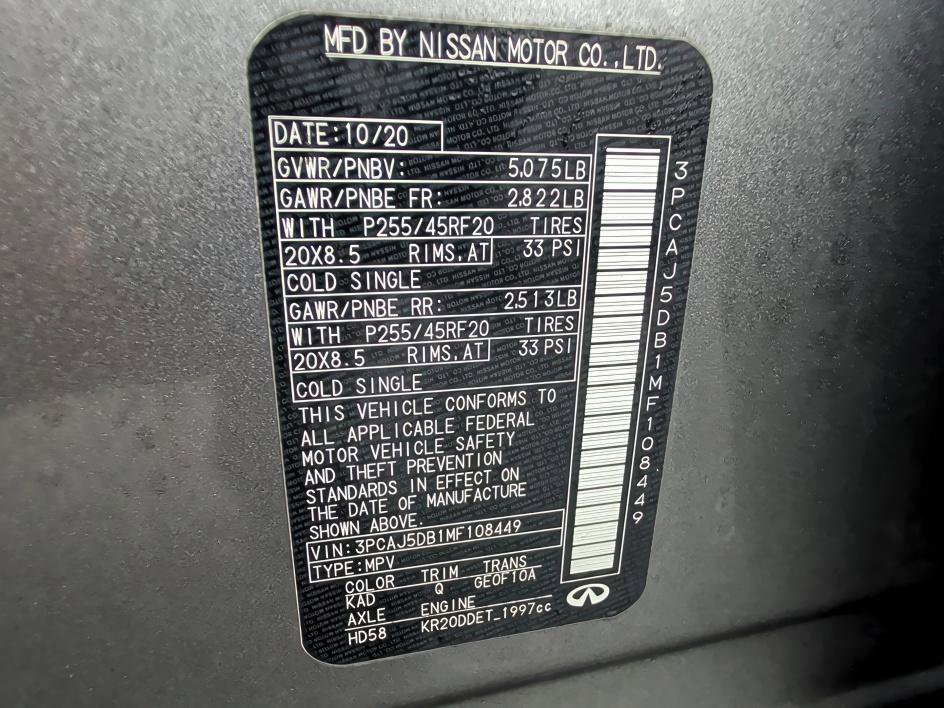 MFD BY NISSAN MOTOR CO.,LTD.
DATE:10/20
GVWR/PNBV: 5,075LB
GAWR/PNBE FR: 2,822LB
WITH P255/45RF20 TIRES
20X8.5 RIMS,AT 33 PSI
COLD SINGLE
GAWR/PNBE RR: 2,513LB
WITH P255/45RF20 TIRES
20X8.5 RIMS,AT 33 PSI
COLD SINGLE
THIS VEHICLE CONFORMS TO
ALL APPLICABLE FEDERAL
MOTOR VEHICLE SAFETY
AND THEFT PREVENTION
STANDARDS IN EFFECT ON
THE DATE OF MANUFACTURE
SHOWN ABOVE.
VIN:3PCAJ5DB1MF108449
TYPE:MPV
COLOR TRIM TRANS
KAD Q GE0F10A
AXLE ENGINE
HD58 KR20DDET_1997cc
3PCAJ5DB1MF108449